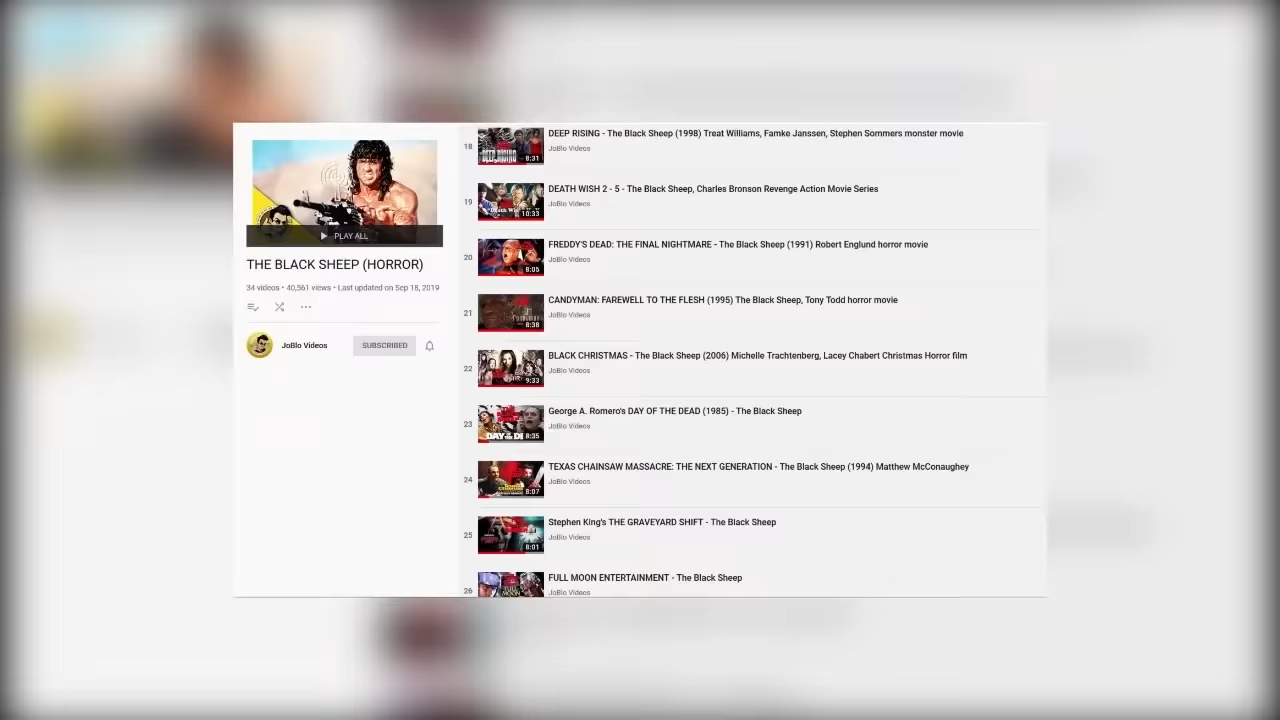 PLAY ALL
THE BLACK SHEEP (HORROR)
34 videos • 40,561 views • Last updated on Sep 18, 2019
JoBlo Videos
SUBSCRIBED
18
DEEP RISING
8:31
DEEP RISING - The Black Sheep (1998) Treat Williams, Famke Janssen, Stephen Sommers monster movie
JoBlo Videos
19
10:33
DEATH WISH 2 - 5 - The Black Sheep, Charles Bronson Revenge Action Movie Series
JoBlo Videos
20
8:05
FREDDY'S DEAD: THE FINAL NIGHTMARE - The Black Sheep (1991) Robert Englund horror movie
JoBlo Videos
21
8:38
CANDYMAN: FAREWELL TO THE FLESH (1995) The Black Sheep, Tony Todd horror movie
JoBlo Videos
22
9:33
BLACK CHRISTMAS - The Black Sheep (2006) Michelle Trachtenberg, Lacey Chabert Christmas Horror film
JoBlo Videos
23
8:35
George A. Romero's DAY OF THE DEAD (1985) - The Black Sheep
JoBlo Videos
24
8:07
TEXAS CHAINSAW MASSACRE: THE NEXT GENERATION - The Black Sheep (1994) Matthew McConaughey
JoBlo Videos
25
8:01
Stephen King's THE GRAVEYARD SHIFT - The Black Sheep
JoBlo Videos
26
FULL MOON ENTERTAINMENT - The Black Sheep
JoBlo Videos